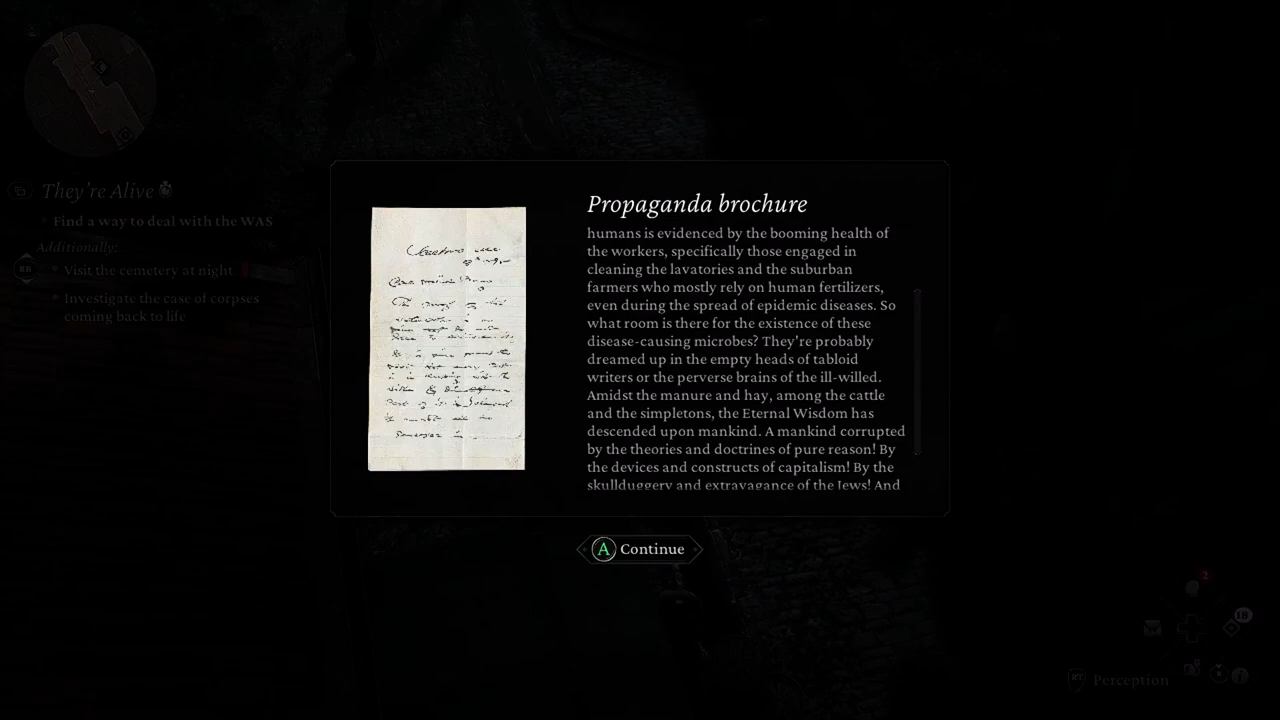 They're Alive
Find a way to deal with the WAS
Additionally:
RB
Visit the cemetery at night
Investigate the case of corpses
coming back to life
Propaganda brochure
humans is evidenced by the booming health of
the workers, specifically those engaged in
cleaning the lavatories and the suburban
farmers who mostly rely on human fertilizers,
even during the spread of epidemic diseases. So
what room is there for the existence of these
disease-causing microbes? They're probably
dreamed up in the empty heads of tabloid
writers or the perverse brains of the ill-willed.
Amidst the manure and hay, among the cattle
and the simpletons, the Eternal Wisdom has
descended upon mankind. A mankind corrupted
by the theories and doctrines of pure reason! By
the devices and constructs of capitalism! By the
skullduggery and extravagance of the Jews! And
A Continue
2
18
RT Perception